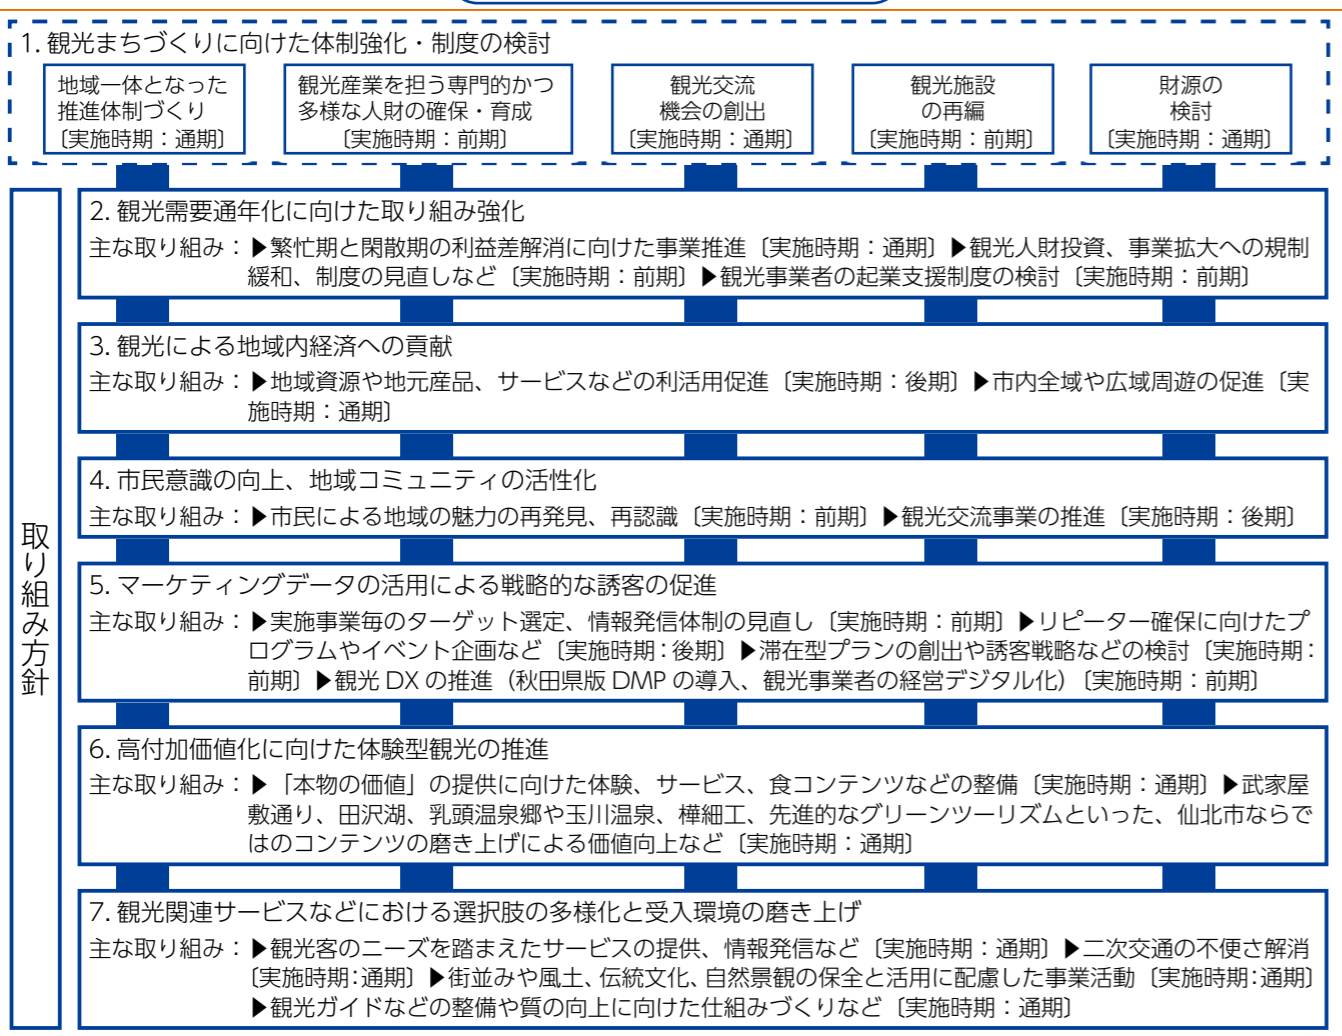 1. 観光まちづくりに向けた体制強化・制度の検討
地域一体となった
推進体制づくり
〔実施時期：通期〕
観光産業を担う専門的かつ
多様な人財の確保・育成
〔実施時期：前期〕
観光交流
機会の創出
〔実施時期：通期〕
観光施設
の再編
〔実施時期：前期〕
財源の
検討
〔実施時期：通期〕
取り組み方針
2. 観光需要通年化に向けた取り組み強化
主な取り組み：▶繁忙期と閑散期の利益差解消に向けた事業推進〔実施時期：通期〕▶観光人財投資、事業拡大への規制
緩和、制度の見直しなど〔実施時期：前期〕▶観光事業者の起業支援制度の検討〔実施時期：前期〕
3. 観光による地域内経済への貢献
主な取り組み：▶地域資源や地元産品、サービスなどの利活用促進〔実施時期：後期〕▶市内全域や広域周遊の促進〔実
施時期：通期〕
4. 市民意識の向上、地域コミュニティの活性化
主な取り組み：▶市民による地域の魅力の再発見、再認識〔実施時期：前期〕▶観光交流事業の推進〔実施時期：後期〕
5. マーケティングデータの活用による戦略的な誘客の促進
主な取り組み：▶実施事業毎のターゲット選定、情報発信体制の見直し〔実施時期：前期〕▶リピーター確保に向けたプ
ログラムやイベント企画など〔実施時期：後期〕▶滞在型プランの創出や誘客戦略などの検討〔実施時期：
前期〕▶観光 DX の推進（秋田県版 DMP の導入、観光事業者の経営デジタル化）〔実施時期：前期〕
6. 高付加価値化に向けた体験型観光の推進
主な取り組み：▶「本物の価値」の提供に向けた体験、サービス、食コンテンツなどの整備〔実施時期：通期〕▶武家屋
敷通り、田沢湖、乳頭温泉郷や玉川温泉、樺細工、先進的なグリーンツーリズムといった、仙北市ならで
はのコンテンツの磨き上げによる価値向上など〔実施時期：通期〕
7. 観光関連サービスなどにおける選択肢の多様化と受入環境の磨き上げ
主な取り組み：▶観光客のニーズを踏まえたサービスの提供、情報発信など〔実施時期：通期〕▶二次交通の不便さ解消
〔実施時期：通期〕▶街並みや風土、伝統文化、自然景観の保全と活用に配慮した事業活動〔実施時期：通期〕
▶観光ガイドなどの整備や質の向上に向けた仕組みづくりなど〔実施時期：通期〕